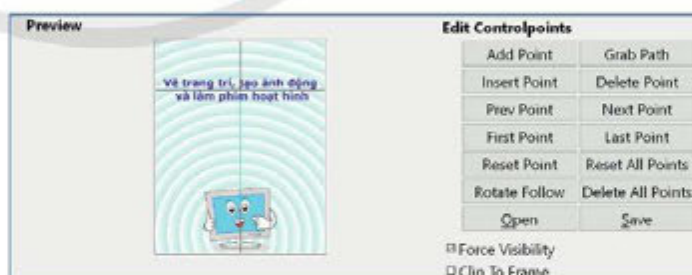 Preview
Vẽ trang trí, tạo ảnh động
và làm phim hoạt hình
Edit Controlpoints
Add Point Grab Path
Insert Point Delete Point
Prev Point Next Point
First Point Last Point
Reset Point Reset All Points
Rotate Follow Delete All Points
Open Save
Force Visibility
Clip To Frame